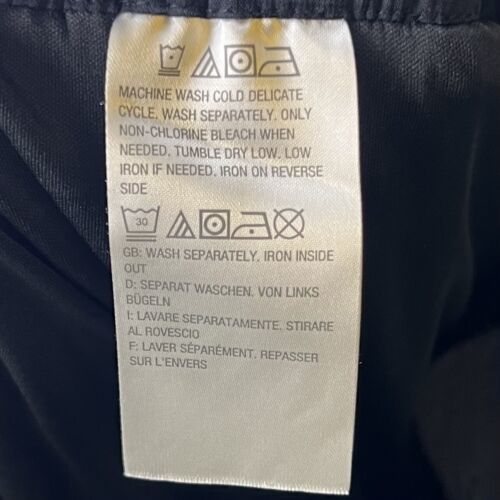 MACHINE WASH COLD DELICATE
CYCLE, WASH SEPARATELY. ONLY
NON-CHLORINE BLEACH WHEN
NEEDED. TUMBLE DRY LOW. LOW
IRON IF NEEDED. IRON ON REVERSE
SIDE
30
GB: WASH SEPARATELY. IRON INSIDE
OUT
D: SEPARAT WASCHEN. VON LINKS
BÜGELN
I: LAVARE SEPARATAMENTE. STIRARE
AL ROVESCIO
F: LAVER SÉPARÉMENT. REPASSER
SUR L'ENVERS